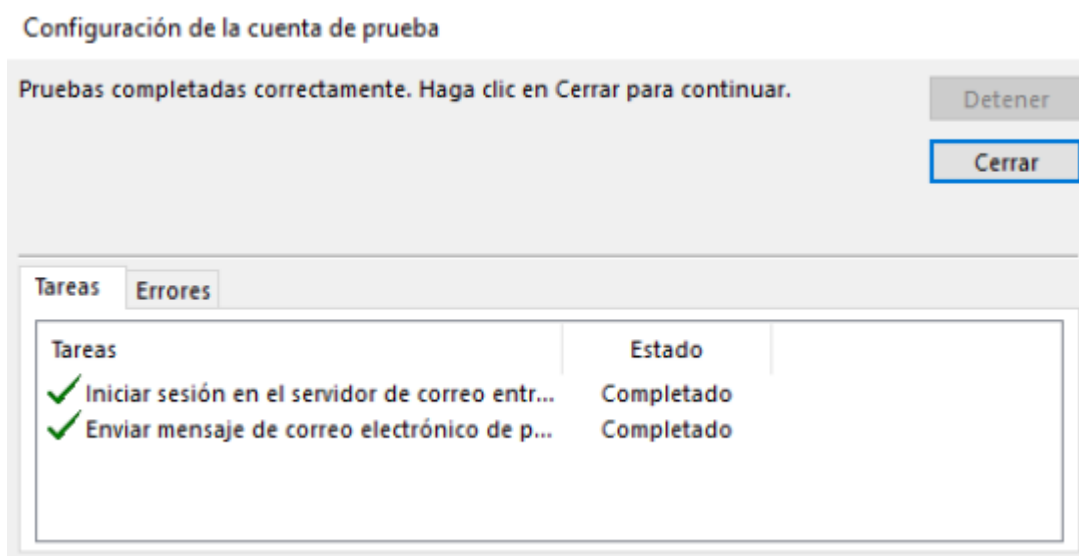 Configuración de la cuenta de prueba
Pruebas completadas correctamente. Haga clic en Cerrar para continuar.
Detener
Cerrar
Tareas Errores
Tareas Estado
Iniciar sesión en el servidor de correo entr... Completado
Enviar mensaje de correo electrónico de p... Completado